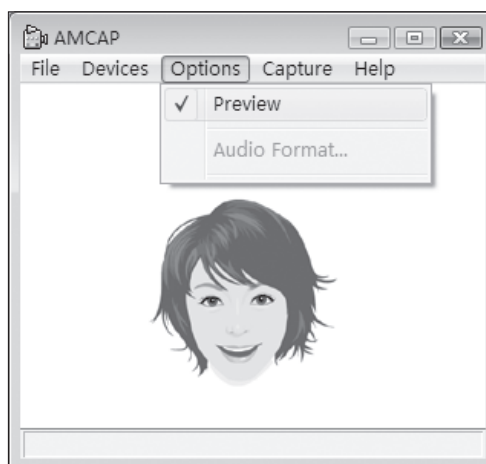 AMCAP
File Devices Options Capture Help
Preview
Audio Format...